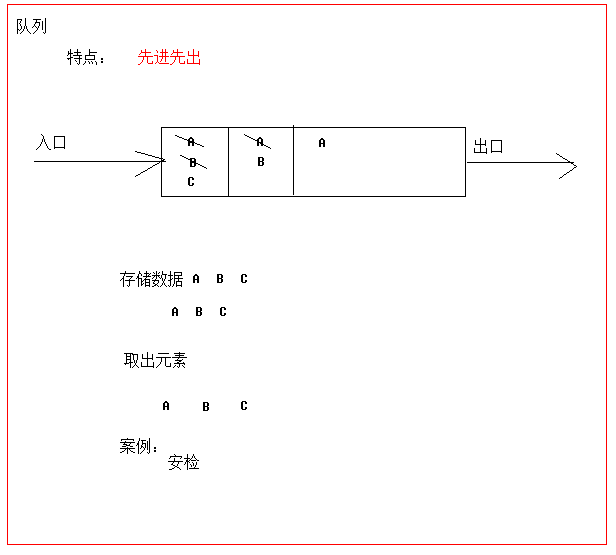 队列
特点： 先进先出
入口
A A A
B B
C
出口
存储数据 A B C
A B C
取出元素
A B C
案例：
安检